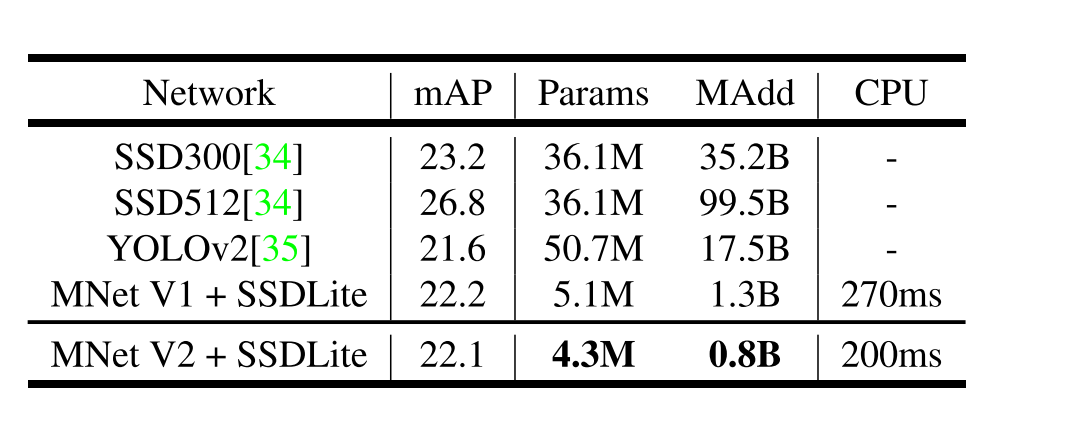 Network mAP Params MAdd CPU
SSD300[34] 23.2 36.1M 35.2B -
SSD512[34] 26.8 36.1M 99.5B -
YOLOv2[35] 21.6 50.7M 17.5B -
MNet V1 + SSDLite 22.2 5.1M 1.3B 270ms
MNet V2 + SSDLite 22.1 4.3M 0.8B 200ms